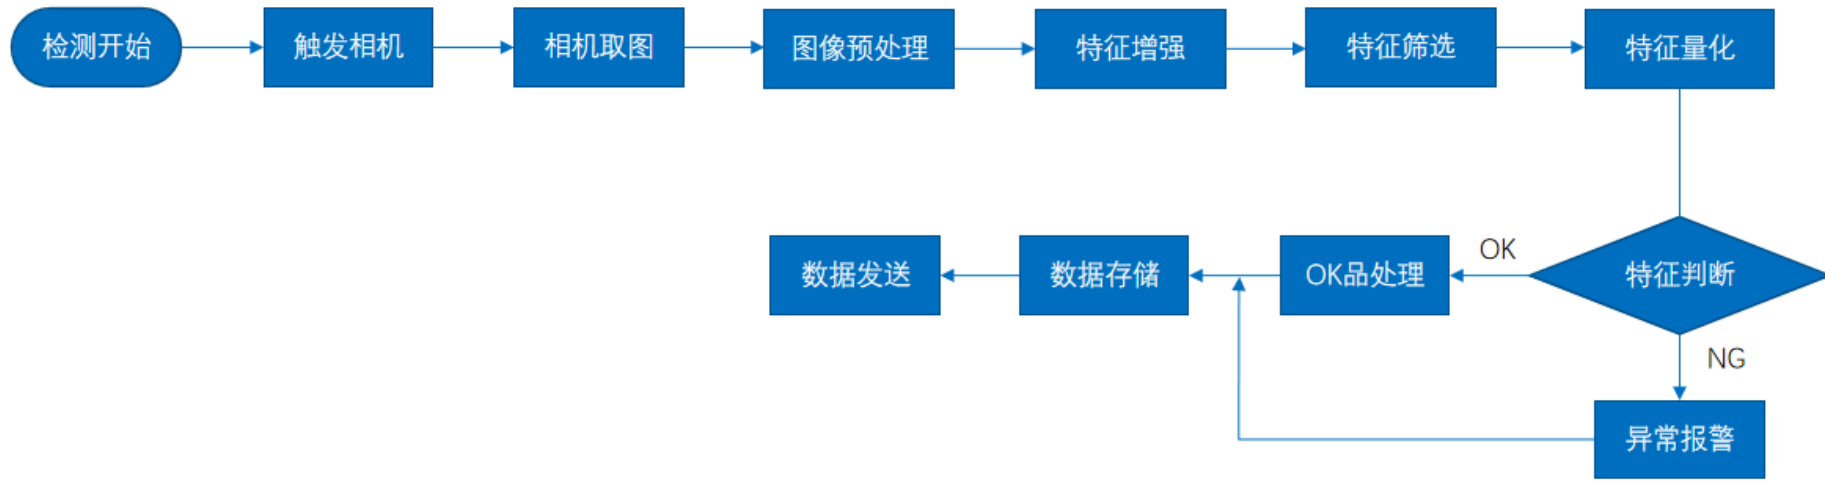 检测开始
触发相机
相机取图
图像预处理
特征增强
特征筛选
特征量化
数据发送
数据存储
OK品处理
OK
特征判断
NG
异常报警